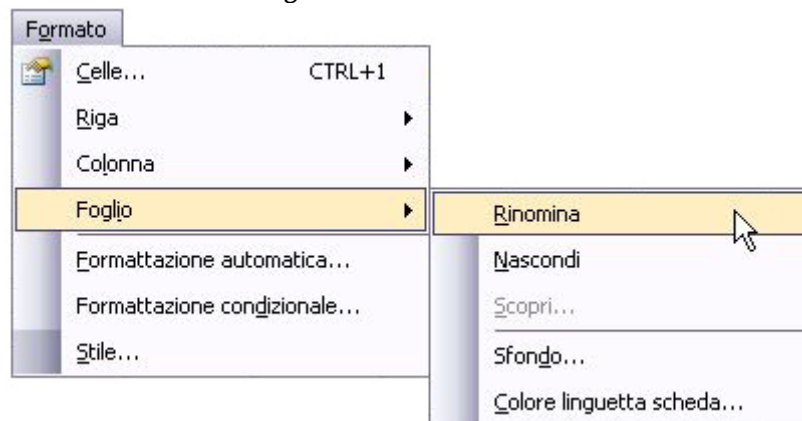 Formato
Celle... CTRL+1
Riga
Colonna
Foglio
Formattazione automatica...
Formattazione condizionale...
Stile...
Rinomina
Nascondi
Scopri...
Sfondo...
Colore linguetta scheda...